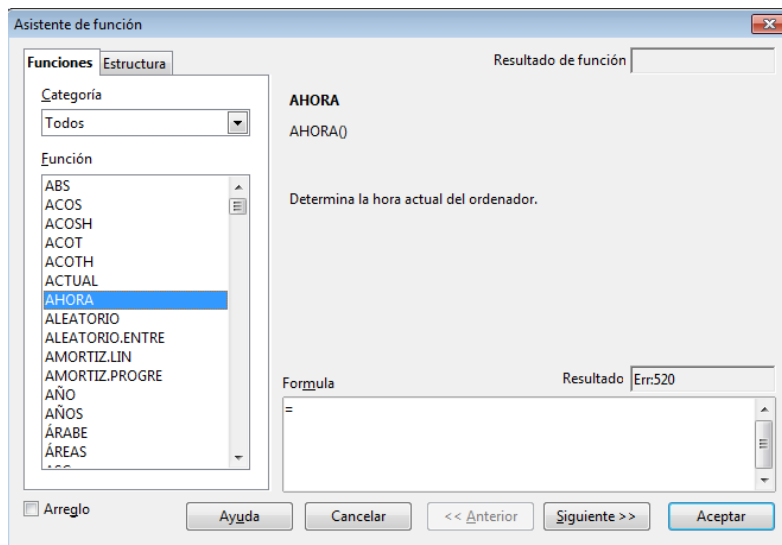 Asistente de función
Funciones Estructura
Resultado de función
Categoría
Todos
Función
ABS
ACOS
ACOSH
ACOT
ACOTH
ACTUAL
AHORA
ALEATORIO
ALEATORIO.ENTRE
AMORTIZ.LIN
AMORTIZ.PROGRE
AÑO
AÑOS
ÁRABE
ÁREAS
AHORA
AHORA()
Determina la hora actual del ordenador.
Formula
Resultado Err:520
=
Arreglo
Ayuda Cancelar << Anterior Siguiente >> Aceptar